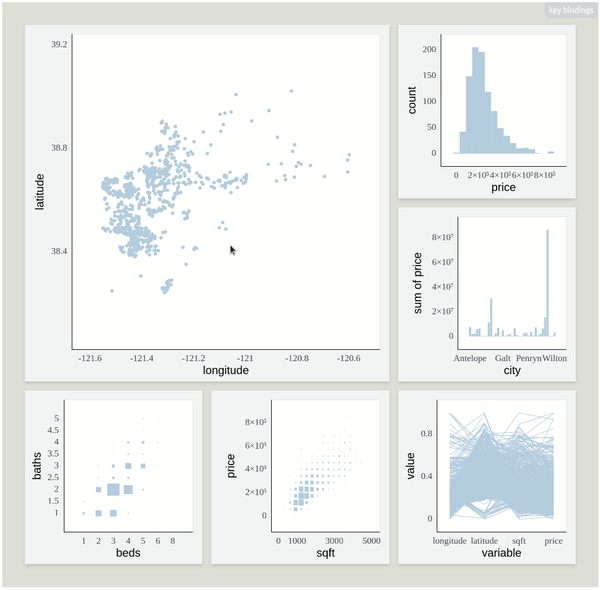 key bindings
39.2
38.8
38.4
latitude
-121.6 -121.4 -121.2 -121 -120.8 -120.6
longitude
200
150
100
50
0
count
0 2×10⁵4×10⁵6×10⁵8×10⁵
price
8×10⁷
6×10⁷
4×10⁷
2×10⁷
0
sum of price
Antelope Galt PenrynWilton
city
5
4.5
4
3.5
3
2.5
2
1.5
1
baths
1 2 3 4 5 6 8
beds
8×10⁵
6×10⁵
4×10⁵
2×10⁵
0
price
0 1000 3000 5000
sqft
0.8
0.4
0
value
longitude latitude sqft price
variable